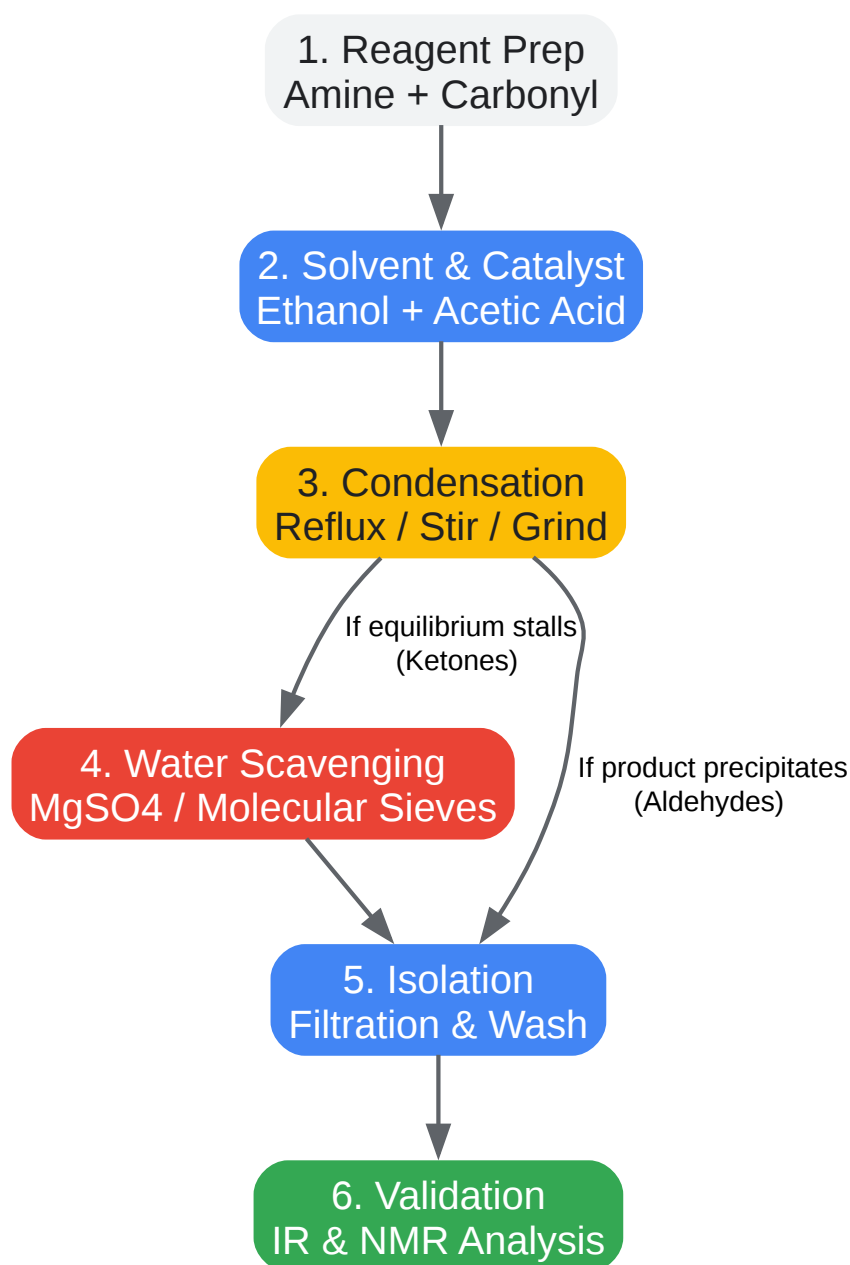 1. Reagent Prep
Amine + Carbonyl
2. Solvent & Catalyst
Ethanol + Acetic Acid
3. Condensation
Reflux / Stir / Grind
If equilibrium stalls
(Ketones)
4. Water Scavenging
MgSO4 / Molecular Sieves
If product precipitates
(Aldehydes)
5. Isolation
Filtration & Wash
6. Validation
IR & NMR Analysis